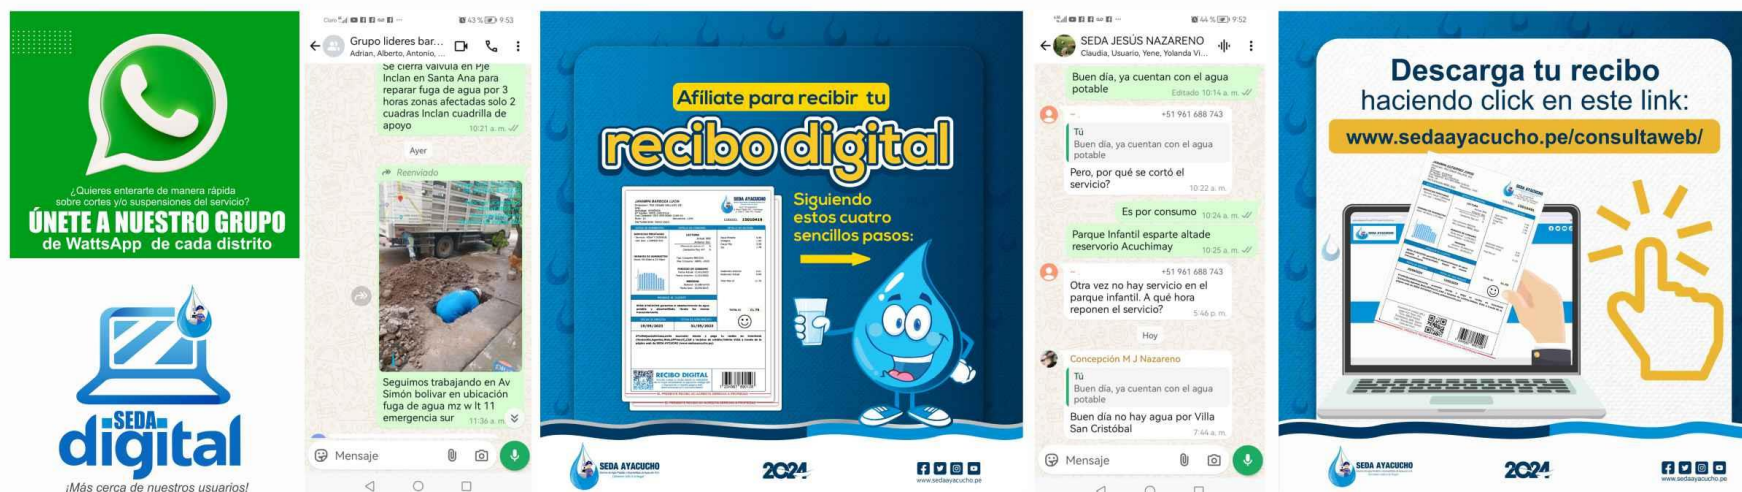 ¿Quieres enterarte de manera rápida
sobre cortes y/o suspensiones del servicio?
ÚNETE A NUESTRO GRUPO
de WattsApp de cada distrito
SEDA
digital
¡Más cerca de nuestros usuarios!
Claro
43 % 9:53
Grupo lideres bar...
Adrian, Alberto, Antonio, ...
Se cierra valvula en Pje
Inclan en Santa Ana para
reparar fuga de agua por 3
horas zonas afectadas solo 2
cuadras Inclan cuadrilla de
apoyo
10:21 a. m.
Ayer
Reenviado
Seguimos trabajando en Av
Simón bolivar en ubicación
fuga de agua mz w lt 11
emergencia sur
11:36 a. m.
Mensaje
Afíliate para recibir tu
recibo digital
Siguiendo
estos cuatro
sencillos pasos:
SEDA AYACUCHO
RECIBO DIGITAL
SEDA AYACUCHO
2024
www.sedaayacucho.pe
44 % 9:52
SEDA JESÚS NAZARENO
Claudia, Usuario, Yene, Yolanda Vi...
Buen día, ya cuentan con el agua
potable
Editado 10:14 a. m.
~ .
+51 961 688 743
Tú
Buen día, ya cuentan con el agua
potable
Pero, por qué se cortó el
servicio?
10:22 a. m.
Es por consumo 10:24 a. m.
Parque Infantil esparte altade
reservorio Acuchimay
10:25 a. m.
~ .
+51 961 688 743
Otra vez no hay servicio en el
parque infantil. A qué hora
reponen el servicio?
5:46 p. m.
Hoy
Concepción M J Nazareno
Tú
Buen día, ya cuentan con el agua
potable
Buen día no hay agua por Villa
San Cristóbal
7:44 a. m.
Mensaje
Descarga tu recibo
haciendo click en este link:
www.sedaayacucho.pe/consultaweb/
SEDA AYACUCHO
SEDA AYACUCHO
2024
www.sedaayacucho.pe